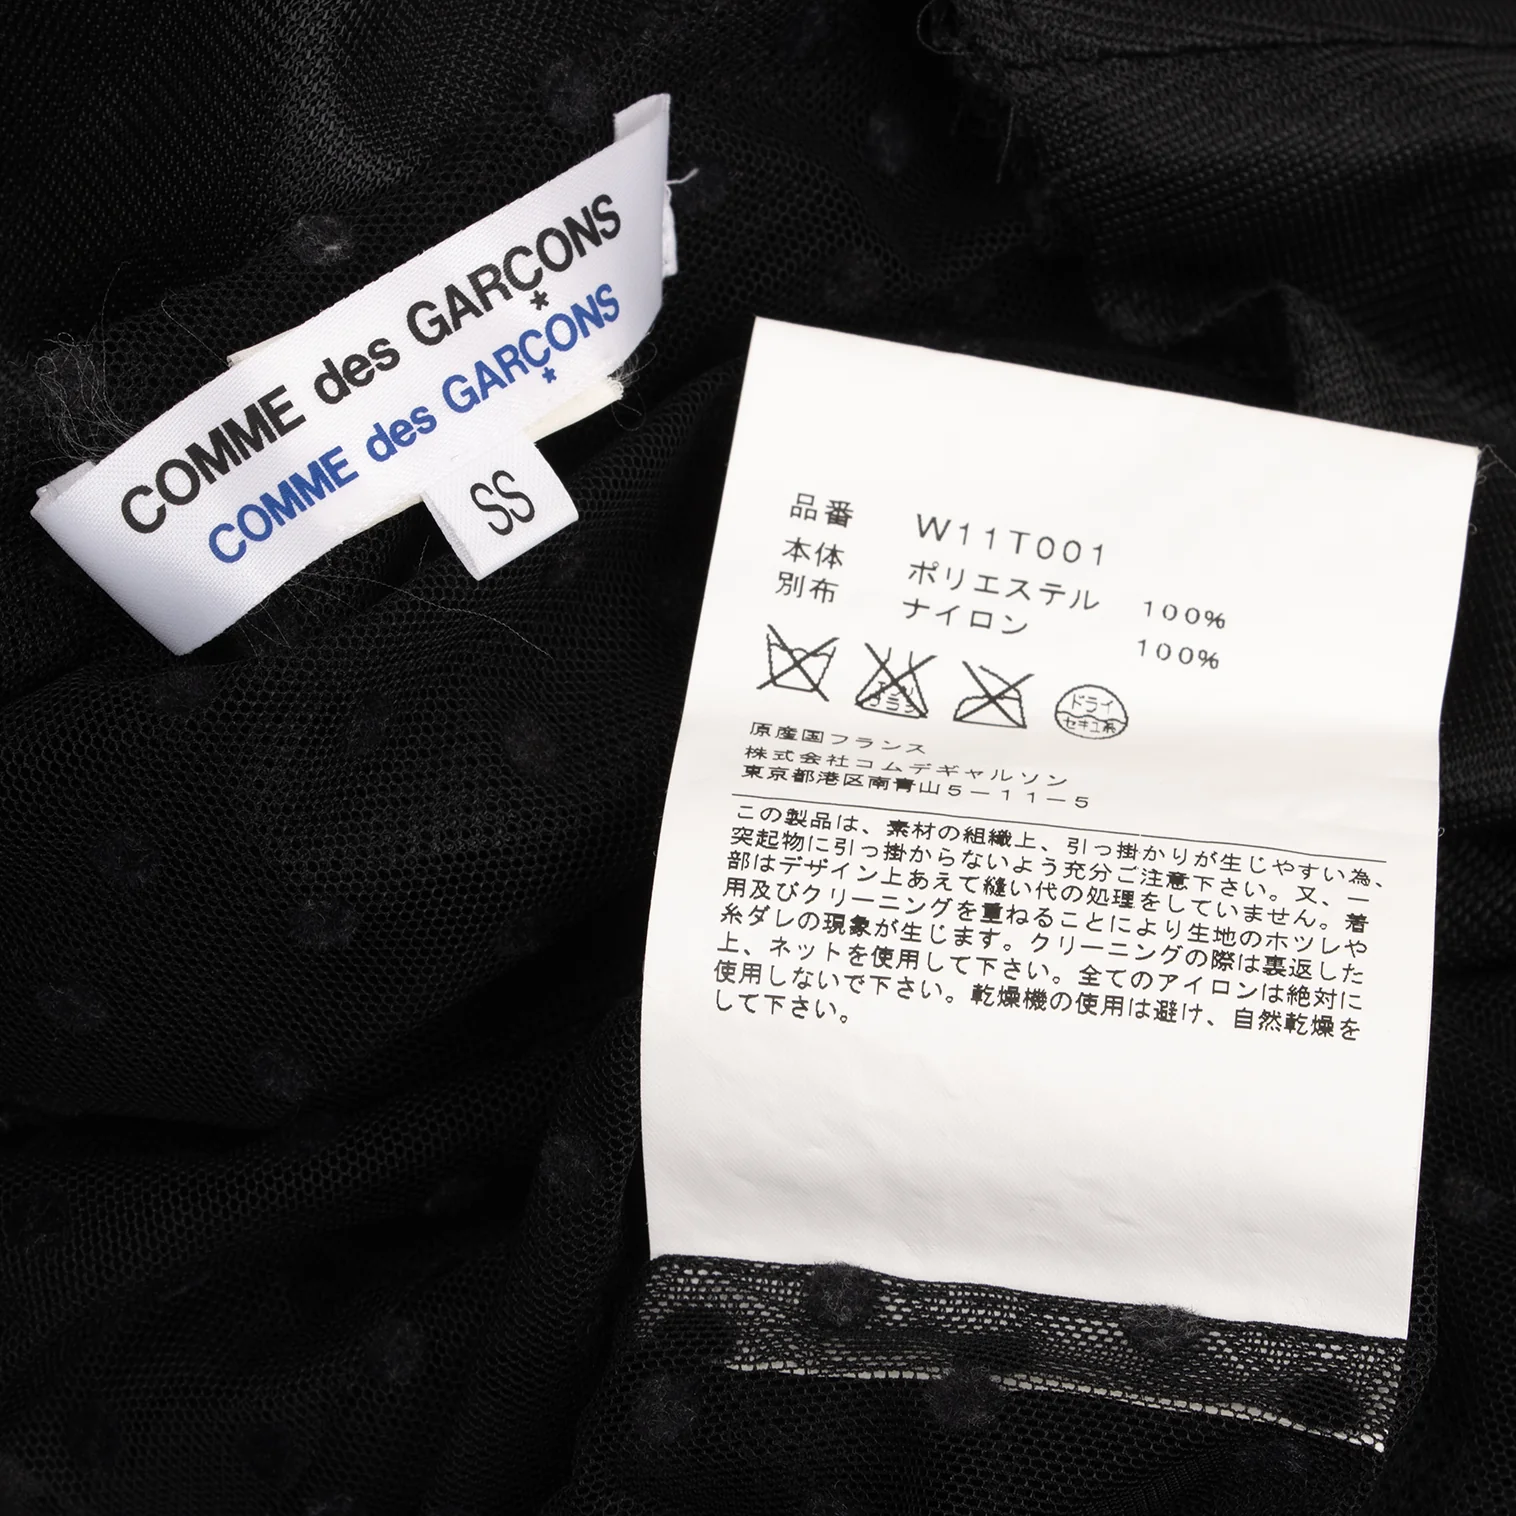 COMME des GARÇONS
COMME des GARÇONS
SS
品番 W11T001
本体 ポリエステル 100%
別布 ナイロン 100%
エンソ
ドライ
セキユ系
原産国フランス
株式会社コムデギャルソン
東京都港区南青山5-11-5
この製品は、素材の組織上、引っ掛かりが生じやすい為、
突起物に引っ掛からないよう充分ご注意下さい。又、一
部はデザイン上あえて縫い代の処理をしていません。着
用及びクリーニングを重ねることにより生地のホツレや
糸ダレの現象が生じます。クリーニングの際は裏返した
上、ネットを使用して下さい。全てのアイロンは絶対に
使用しないで下さい。乾燥機の使用は避け、自然乾燥を
して下さい。